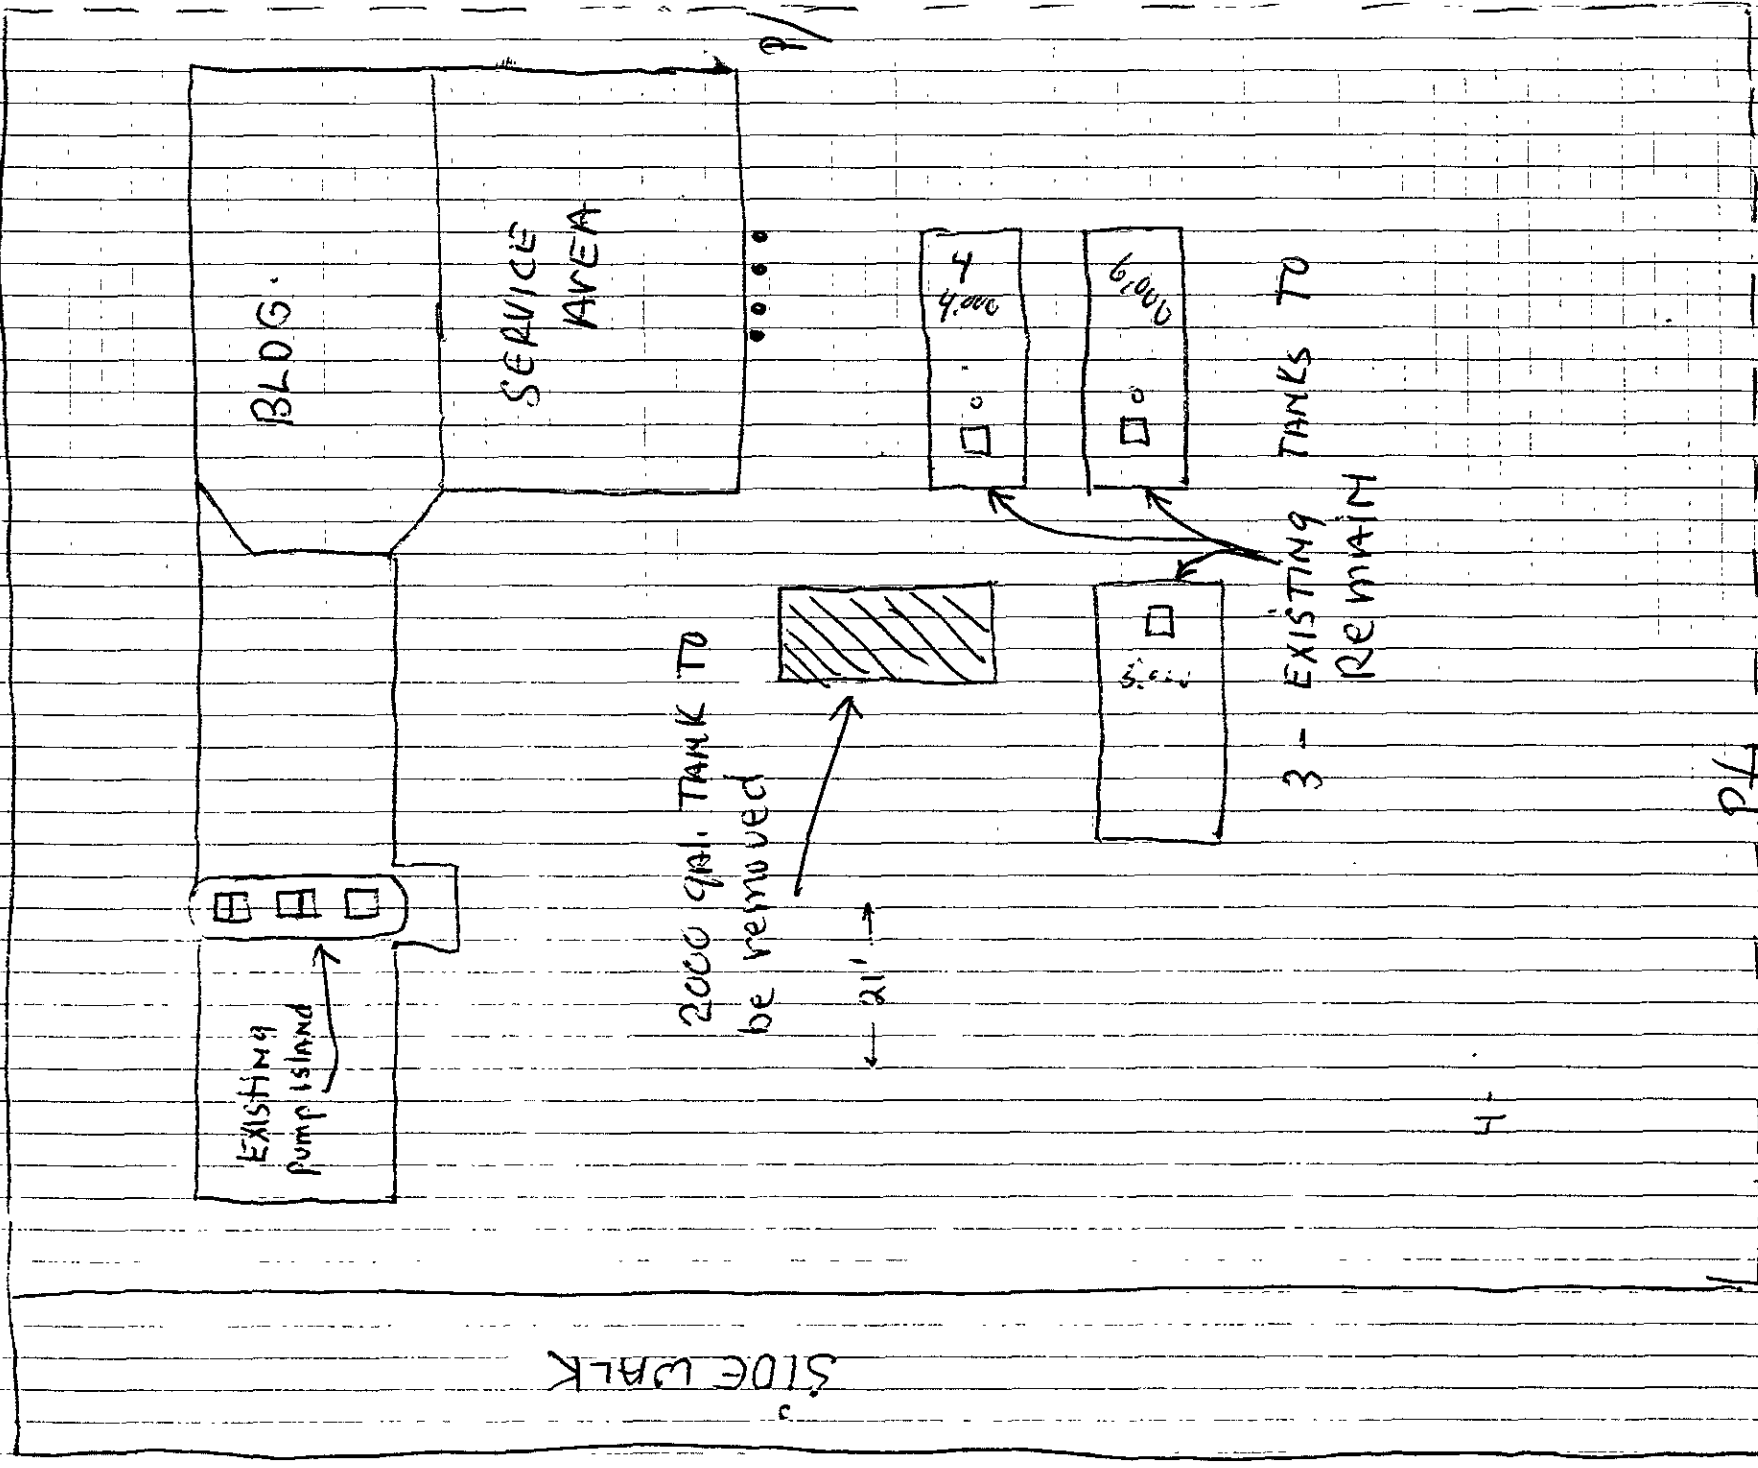 P/
BLDG.
SERVICE
AreA
4
4,000
6,000
3 - EXISTING TANKS TO
RemAIN
2000 gAl. TANK TO
be removed
21'
EXISTING
pump ISLAND
P/L
SIDE WALK